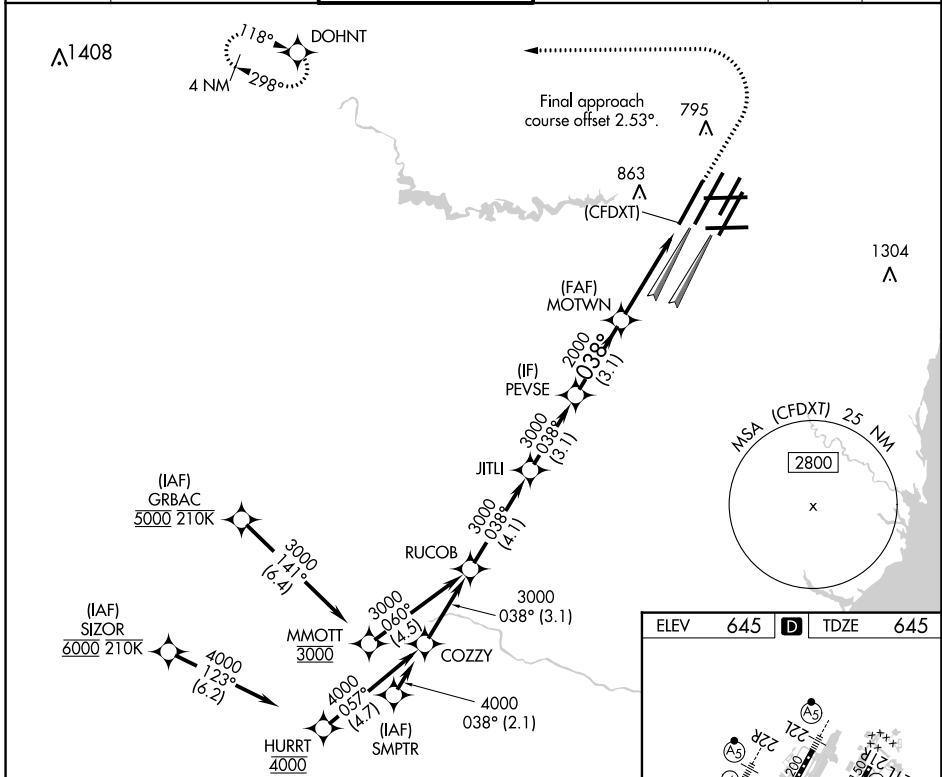 1408
118°
DOHNT
4 NM
298°
Final approach
course offset 2.53°.
795
863
(CFDXT)
1304
(FAF)
MOTWN
2000
038°
(3.1)
(IF)
PEVSE
3000
038°
(3.1)
JITLI
MSA (CFDXT) 25 NM
2800
x
(IAF)
GRBAC
5000 210K
3000
141°
(6.4)
3000
038°
(4.1)
RUCOB
3000
038° (3.1)
(IAF)
SIZOR
6000 210K
4000
123°
(6.2)
3000
060°
(4.5)
MMOTT
3000
COZZY
4000
057°
(4.7)
4000
038° (2.1)
(IAF)
SMPTR
HURRT
4000
ELEV 645 D TDZE 645
A5
22L
A5
22R
200